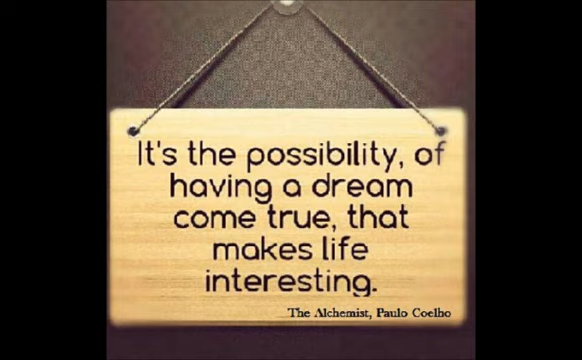 It's the possibility, of
having a dream
come true, that
makes life
interesting.
The Alchemist, Paulo Coelho